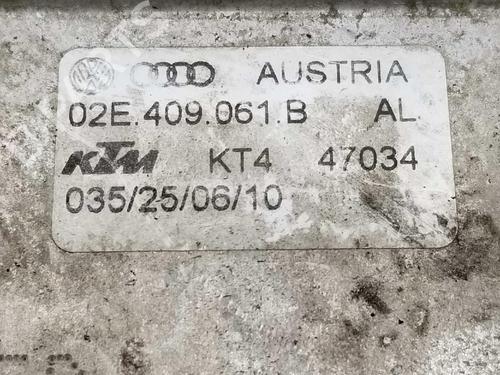 AUSTRIA
02E.409.061.B AL.
KTM KT4 47034
035/25/06/10